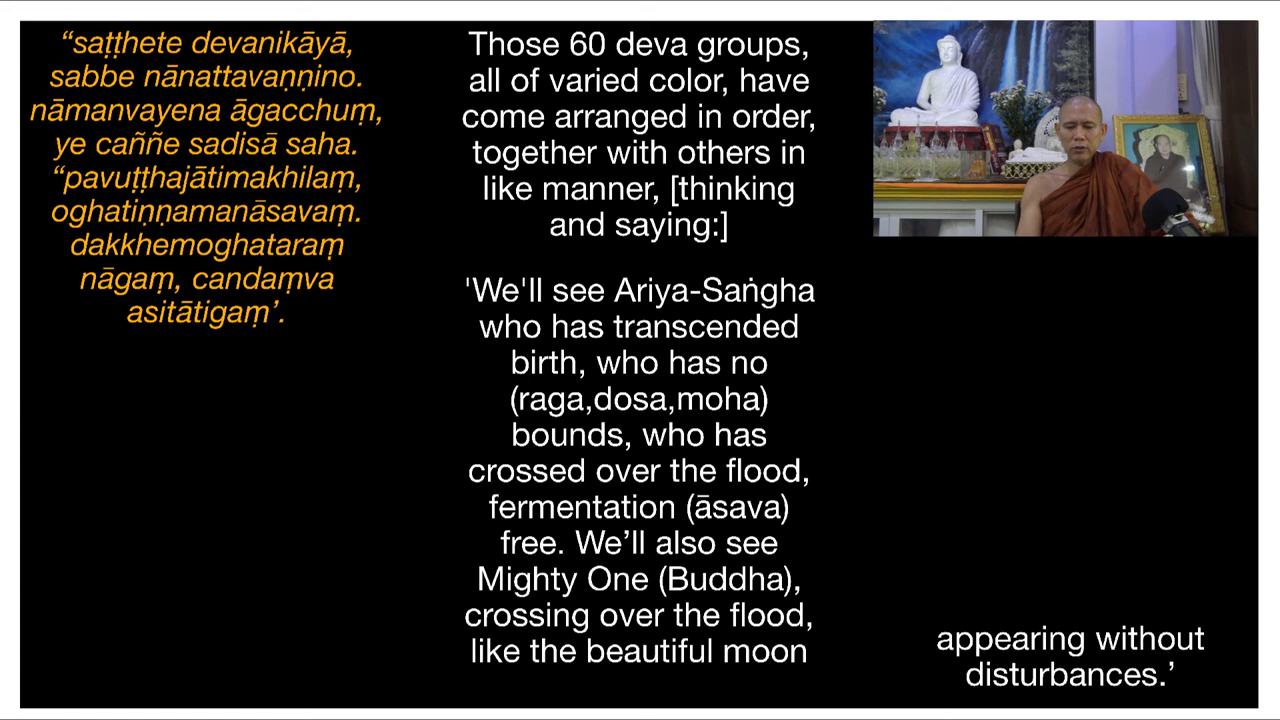 “saṭṭhete devanikāyā,
sabbe nānattavaṇṇino.
nāmanvayena āgacchuṃ,
ye caññe sadisā saha.
“pavuṭṭhajātimakhilaṃ,
oghatiṇṇamanāsavaṃ.
dakkhemoghataraṃ
nāgaṃ, candaṃva
asitātigaṃ’.
Those 60 deva groups,
all of varied color, have
come arranged in order,
together with others in
like manner, [thinking
and saying:]
'We'll see Ariya-Saṅgha
who has transcended
birth, who has no
(raga,dosa,moha)
bounds, who has
crossed over the flood,
fermentation (āsava)
free. We’ll also see
Mighty One (Buddha),
crossing over the flood,
like the beautiful moon
appearing without
disturbances.’